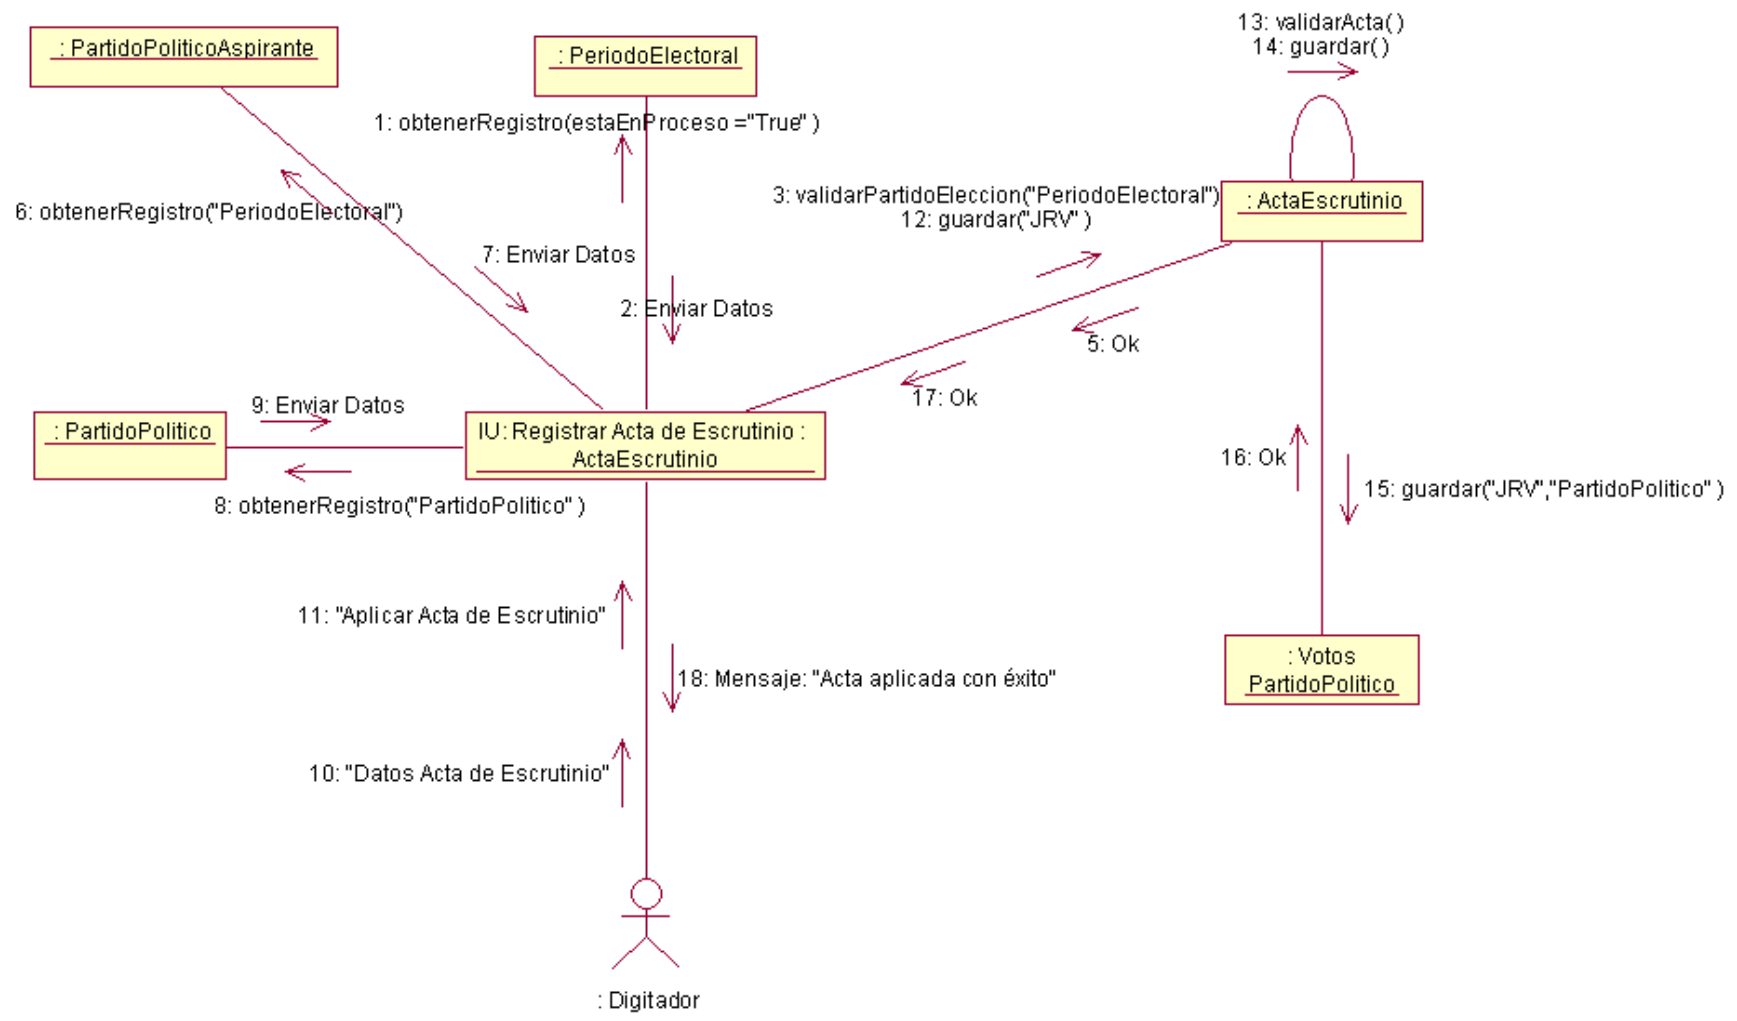 13: validarActa( )
14: guardar( )
: PartidoPoliticoAspirante
: PeriodoElectoral
1: obtenerRegistro(estaEnProceso ="True" )
3: validarPartidoEleccion("PeriodoElectoral")
12: guardar("JRV" )
: ActaEscrutinio
6: obtenerRegistro("PeriodoElectoral")
7: Enviar Datos
2: Enviar Datos
5: Ok
17: Ok
9: Enviar Datos
: PartidoPolitico
IU: Registrar Acta de Escrutinio :
ActaEscrutinio
8: obtenerRegistro("PartidoPolitico" )
16: Ok
15: guardar("JRV","PartidoPolitico" )
11: "Aplicar Acta de Escrutinio"
18: Mensaje: "Acta aplicada con éxito"
: Votos
PartidoPolitico
10: "Datos Acta de Escrutinio"
: Digitador